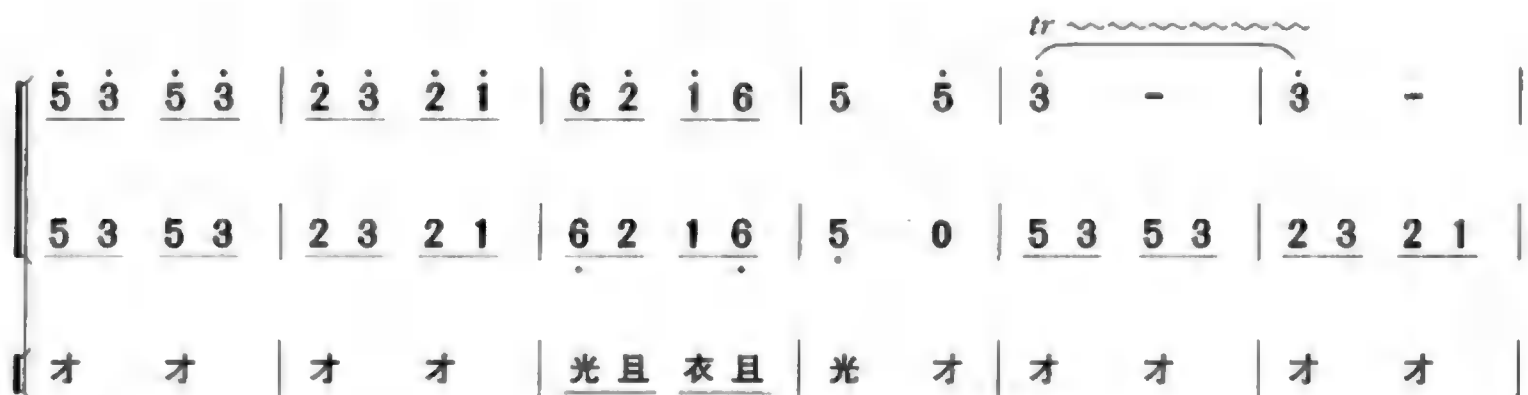 tr
5̇ 3̇ 5̇ 3̇ | 2̇ 3̇ 2̇ 1̇ | 6 2̇ 1̇ 6 | 5 5̇ | 3̇ - | 3̇ - |
5 3 5 3 | 2 3 2 1 | 6̣ 2 1 6̣ | 5̣ 0 | 5 3 5 3 | 2 3 2 1 |
才 才 | 才 才 | 光 且 衣 且 | 光 才 | 才 才 | 才 才 |